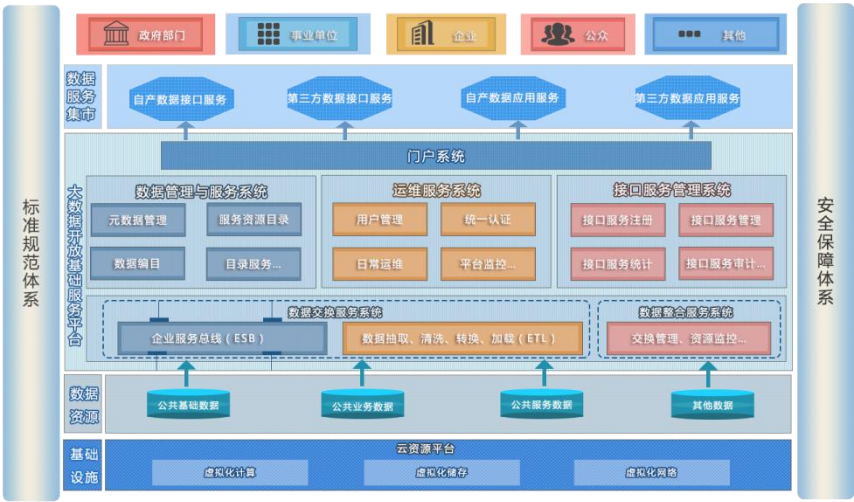 政府部门
事业单位
企业
公众
其他
标准规范体系
数据
服务
集市
自产数据接口服务
第三方数据接口服务
自产数据应用服务
第三方数据应用服务
门户系统
大数据开放基础服务平台
数据管理与服务系统
元数据管理
服务资源目录
数据编目
目录服务...
运维服务系统
用户管理
统一认证
日常运维
平台监控...
接口服务管理系统
接口服务注册
接口服务管理
接口服务统计
接口服务审计...
数据交换服务系统
企业服务总线（ESB）
数据抽取、清洗、转换、加载（ETL）
数据整合服务系统
交换管理、资源监控...
数据
资源
公共基础数据
公共业务数据
公共服务数据
其他数据
基础
设施
云资源平台
虚拟化计算
虚拟化储存
虚拟化网络
安全保障体系